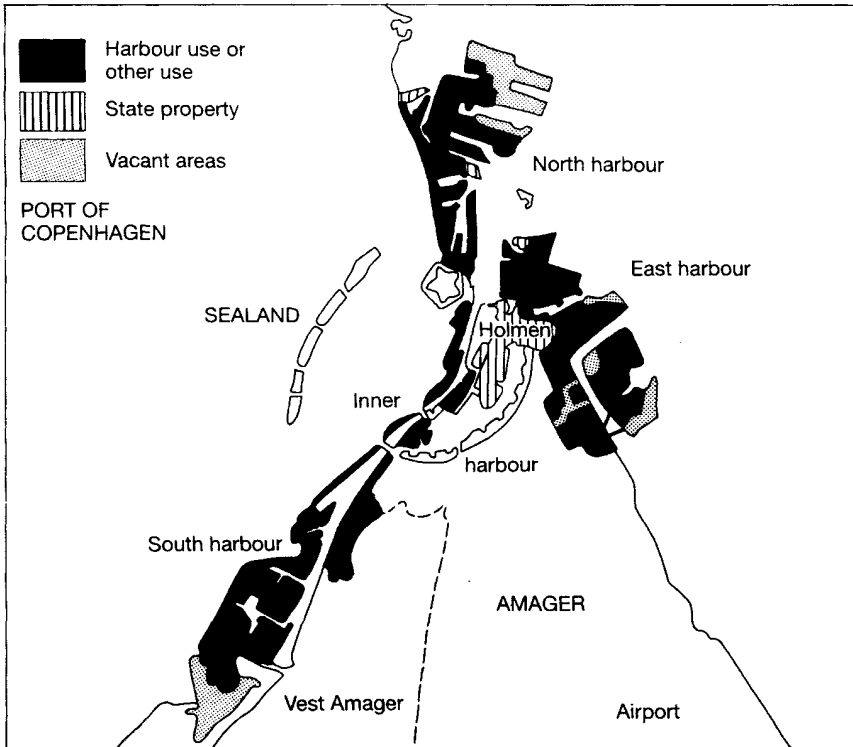 Harbour use or
other use
State property
Vacant areas
PORT OF
COPENHAGEN
North harbour
East harbour
SEALAND
Holmen
Inner
harbour
South harbour
AMAGER
Vest Amager
Airport